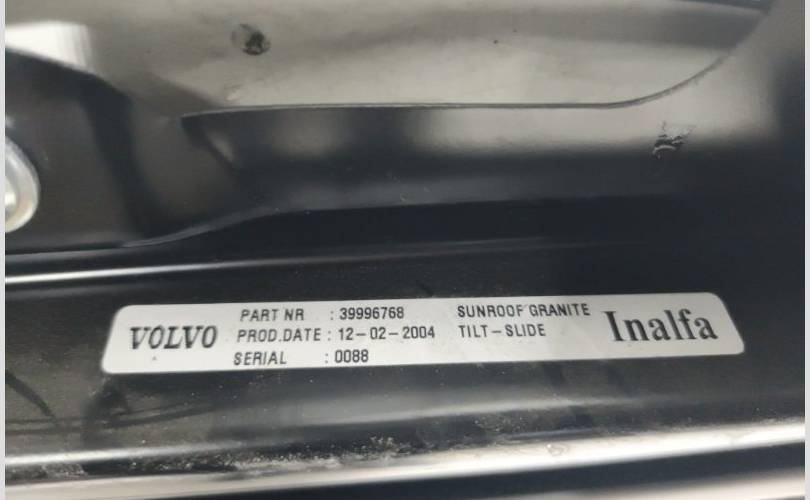 VOLVO
PART NR : 39996768 SUNROOF GRANITE
PROD.DATE : 12-02-2004 TILT-SLIDE
SERIAL : 0088
Inalfa